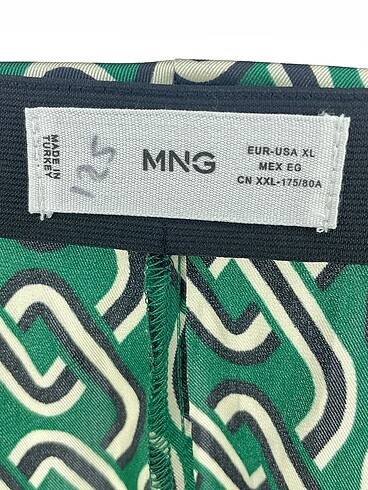 MADE IN
TURKEY
125
MNG
EUR-USA XL
MEX EG
CN XXL-175/80A